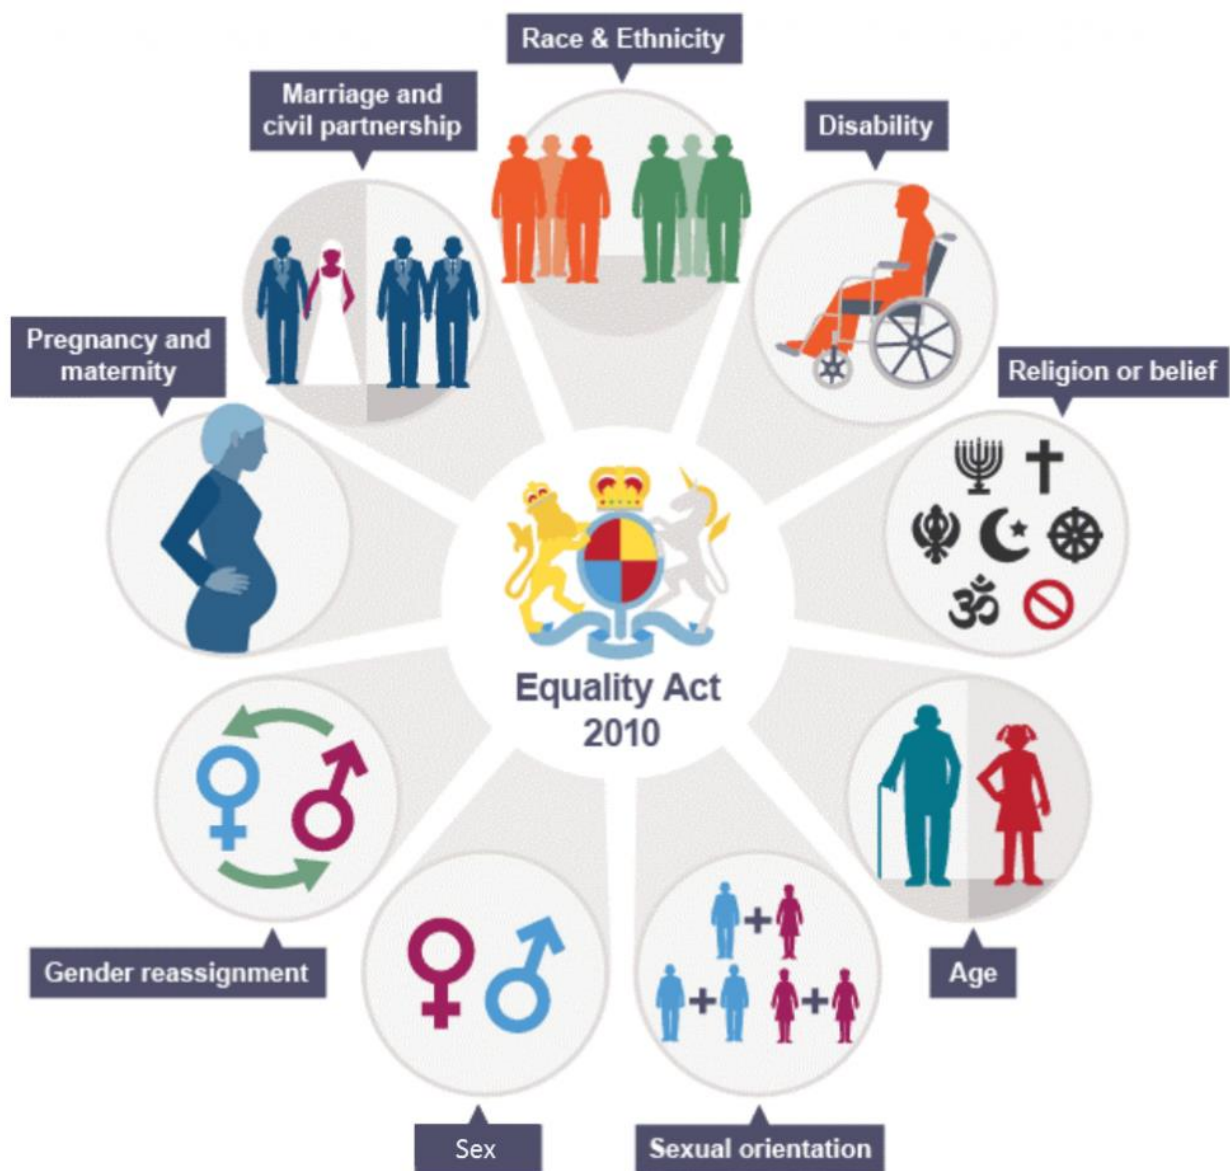 Race & Ethnicity
Marriage and
civil partnership
Disability
Pregnancy and
maternity
Religion or belief
Equality Act
2010
Gender reassignment
Age
Sex
Sexual orientation